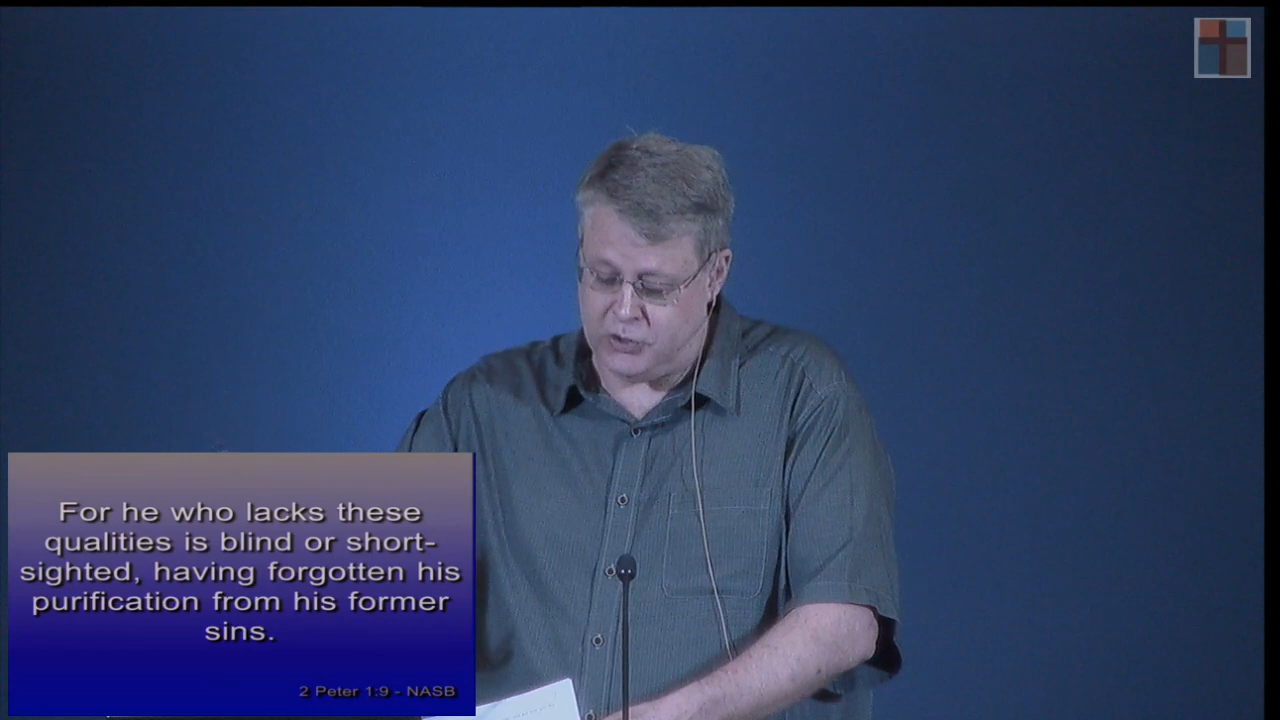 For he who lacks these
qualities is blind or short-
sighted, having forgotten his
purification from his former
sins.
2 Peter 1:9 - NASB